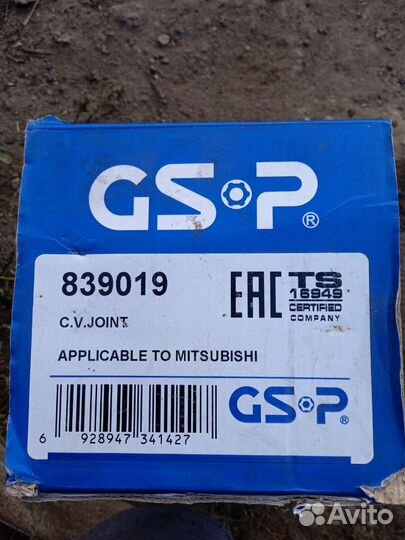 GSP®
839019
EAC
TS
16949
CERTIFIED
COMPANY
C.V.JOINT
APPLICABLE TO MITSUBISHI
GSP®
6 928947 341427
Avito